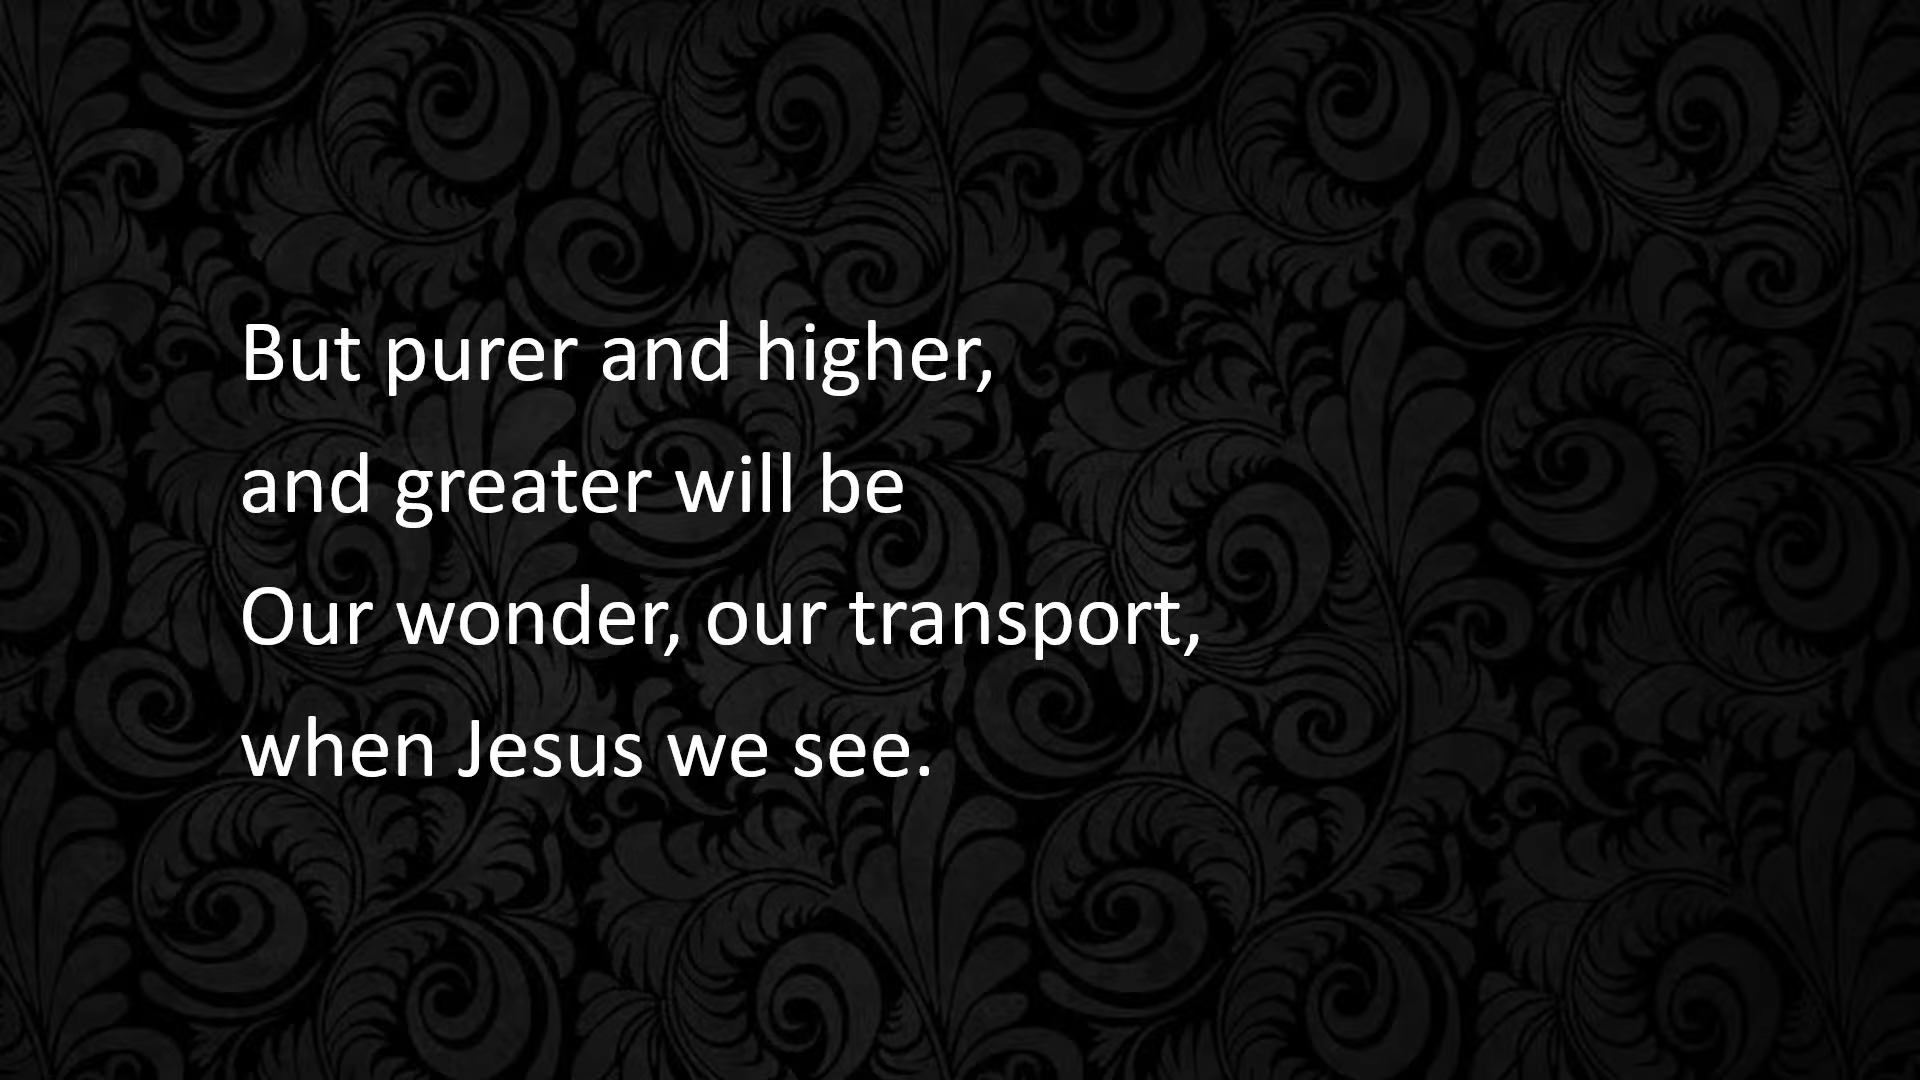 But purer and higher,
and greater will be
Our wonder, our transport,
when Jesus we see.